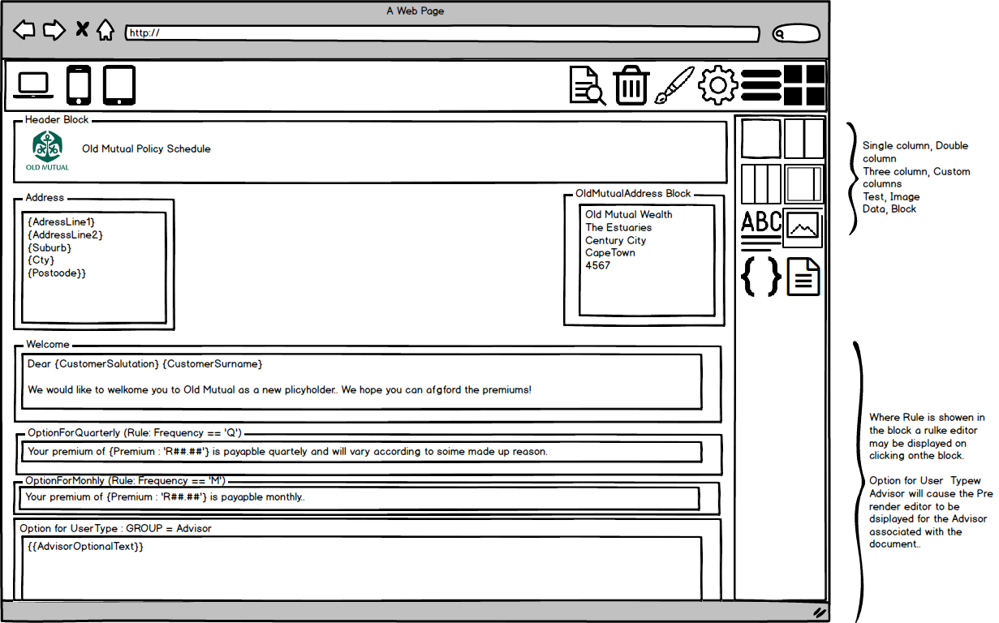 A Web Page
http://
Header Block
OLD MUTUAL
Old Mutual Policy Schedule
Address
{AdressLine1}
{AddressLine2}
{Suburb}
{Cty}
{Postoode}}
OldMutualAddress Block
Old Mutual Wealth
The Estuaries
Century City
CapeTown
4567
ABC
{ }
Single column, Double
column
Three column, Custom
columns
Test, Image
Data, Block
Welcome
Dear {CustomerSalutation} {CustomerSurname}
We would like to welkome you to Old Mutual as a new plicyholder.. We hope you can afgford the premiums!
OptionForQuarterly (Rule: Frequency == 'Q')
Your premium of {Premium : 'R##.##'} is payapble quartely and will vary according to soime made up reason.
OptionForMonhly (Rule: Frequency == 'M')
Your premium of {Premium : 'R##.##'} is payable monthly..
Option for UserType : GROUP = Advisor
{{AdvisorOptionalText}}
Where Rule is showen in
the block a rulke editor
may be displayed on
clicking onthe block.
Option for User  Typew
Advisor will cause the Pre
render editor to be
dsiplayed for the Advisor
associated with the
document..